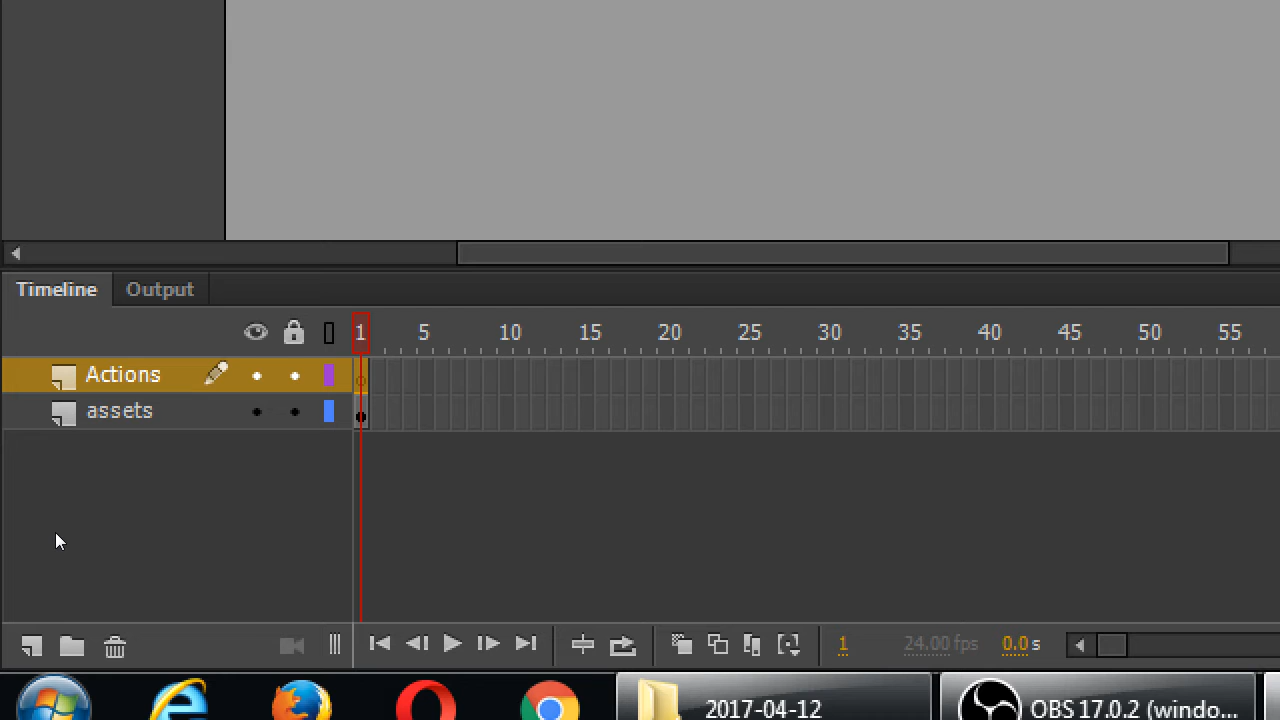 Timeline Output
1 5 10 15 20 25 30 35 40 45 50 55
Actions
assets
1 24.00 fps 0.0 s
2017-04-12 OBS 17.0.2 (windo...